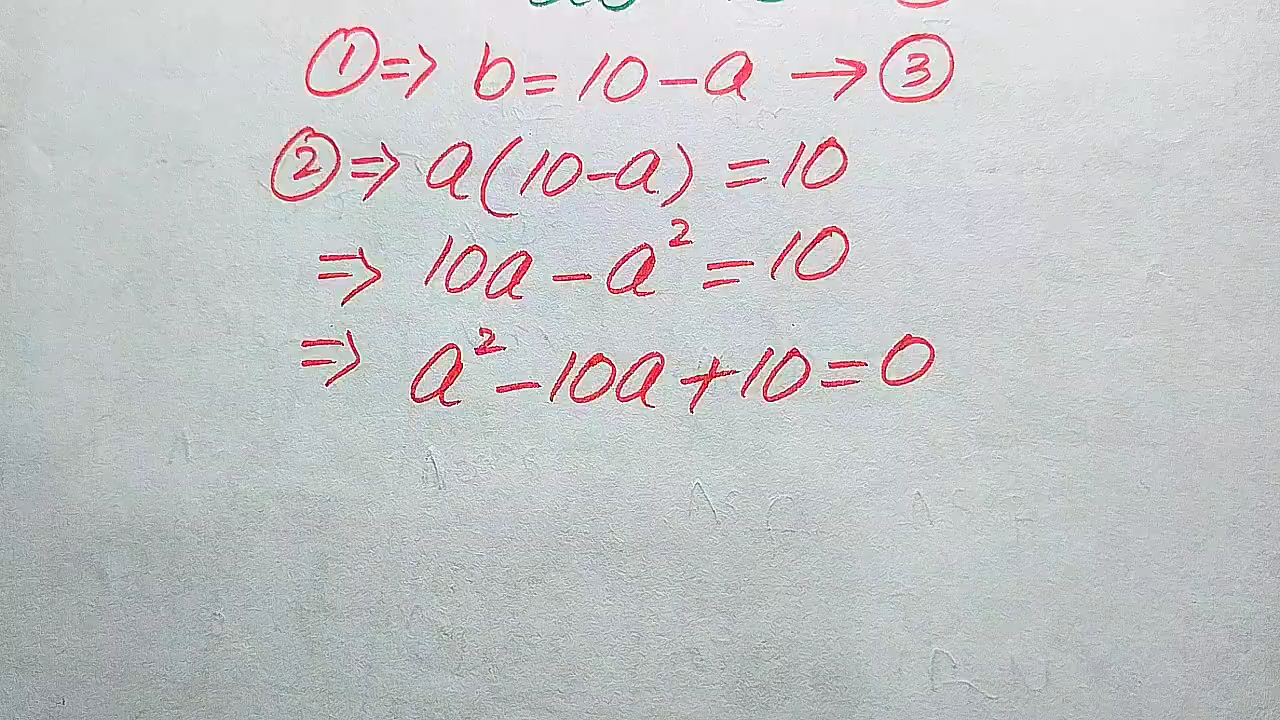 ① ⇒ b = 10 - a → ③
② ⇒ a(10-a) = 10
⇒ 10a - a² = 10
⇒ a² - 10a + 10 = 0